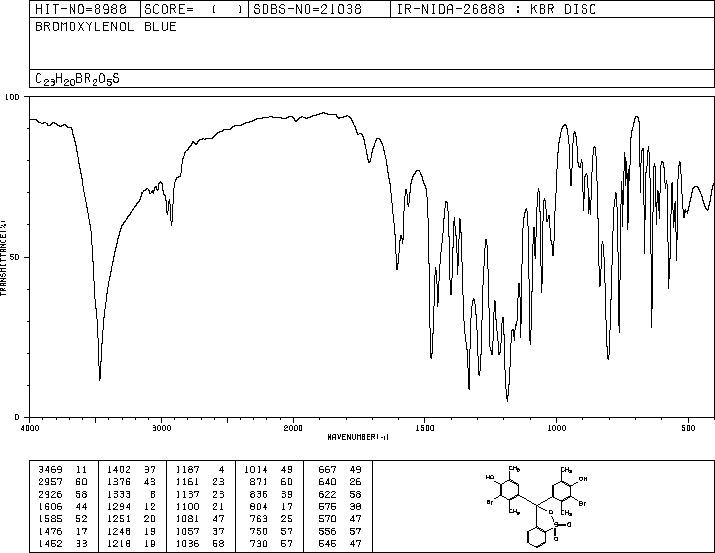 HIT-NO=8988 SCORE= ( ) SDBS-NO=21038 IR-NIDA-26888 : KBR DISC
BROMOXYLENOL BLUE
C23H20BR2O5S
100
50
0
TRANSMITTANCE(%)
4000 3000 2000 1500 1000 500
WAVENUMBER(-1)
3469 11 1402 37 1187 4 1014 49 667 49
2957 60 1376 43 1161 23 871 60 640 26
2926 58 1333 8 1137 23 836 39 622 58
1606 44 1294 12 1100 21 804 17 575 38
1585 52 1251 20 1081 47 763 25 570 47
1476 17 1248 19 1057 37 750 57 556 57
1452 33 1218 19 1036 58 730 57 545 47
CH3 CH3
HO OH
Br Br
CH3 CH3
O
S
O
O